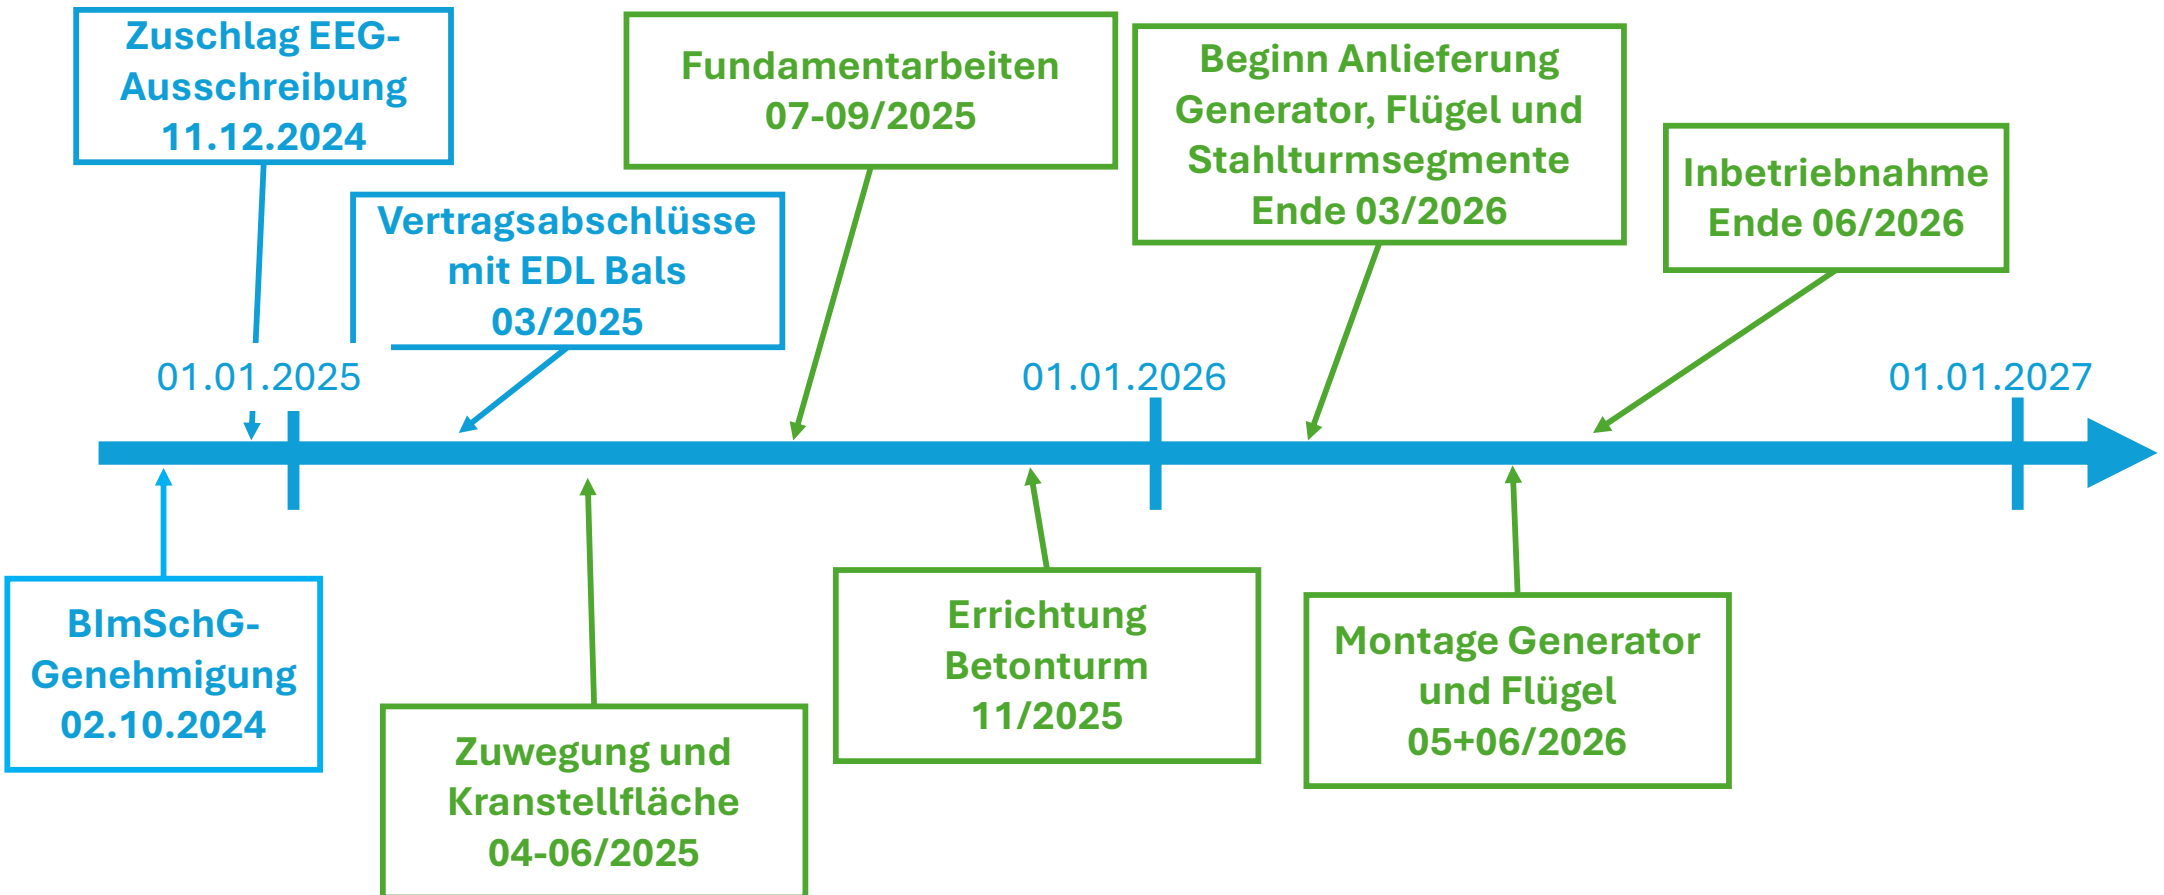 Zuschlag EEG-
Ausschreibung
11.12.2024
Vertragsabschlüsse
mit EDL Bals
03/2025
Fundamentarbeiten
07-09/2025
Beginn Anlieferung
Generator, Flügel und
Stahlturmsegmente
Ende 03/2026
Inbetriebnahme
Ende 06/2026
01.01.2025
01.01.2026
01.01.2027
BImSchG-
Genehmigung
02.10.2024
Zuwegung und
Kranstellfläche
04-06/2025
Errichtung
Betonturm
11/2025
Montage Generator
und Flügel
05+06/2026